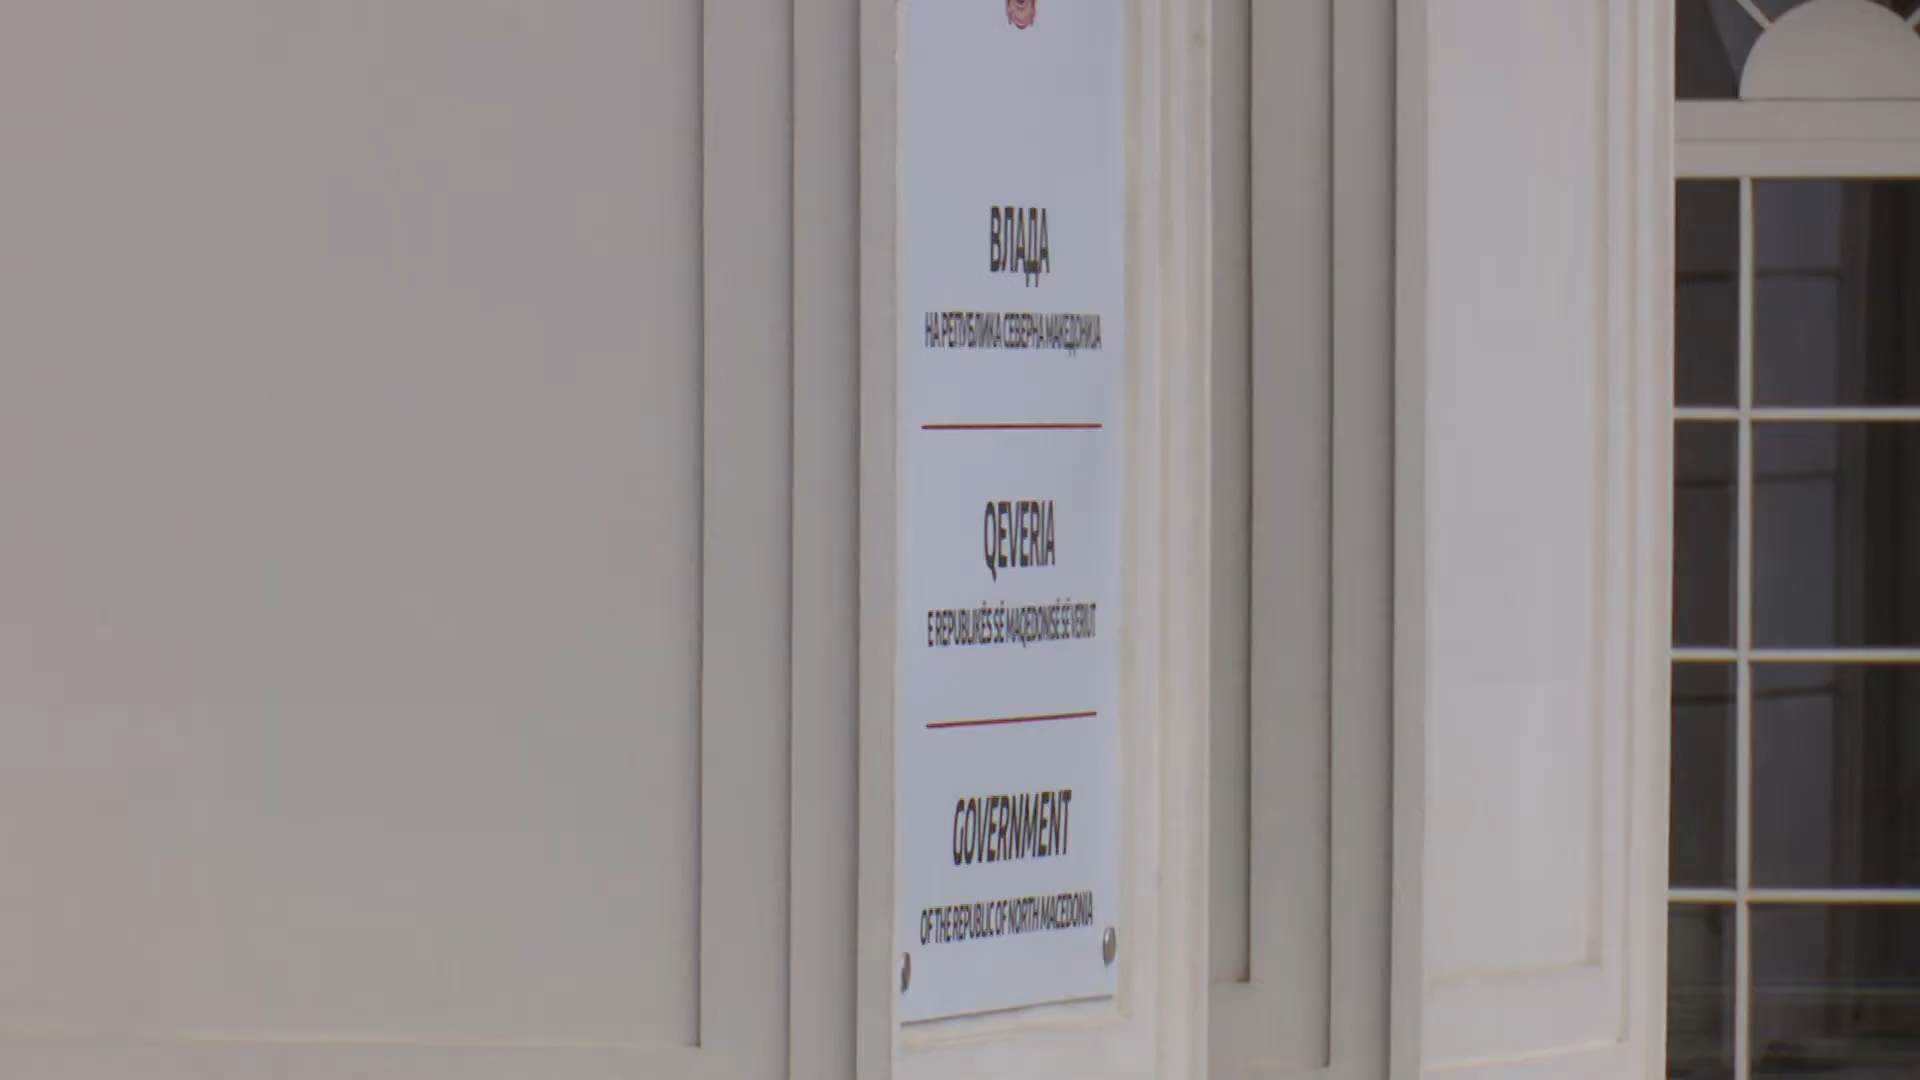 ВЛАДА
НА РЕПУБЛИКА СЕВЕРНА МАКЕДОНИЈА
QEVERIA
E REPUBLIKËS SË MAQEDONISË SË VERIUT
GOVERNMENT
OF THE REPUBLIC OF NORTH MACEDONIA